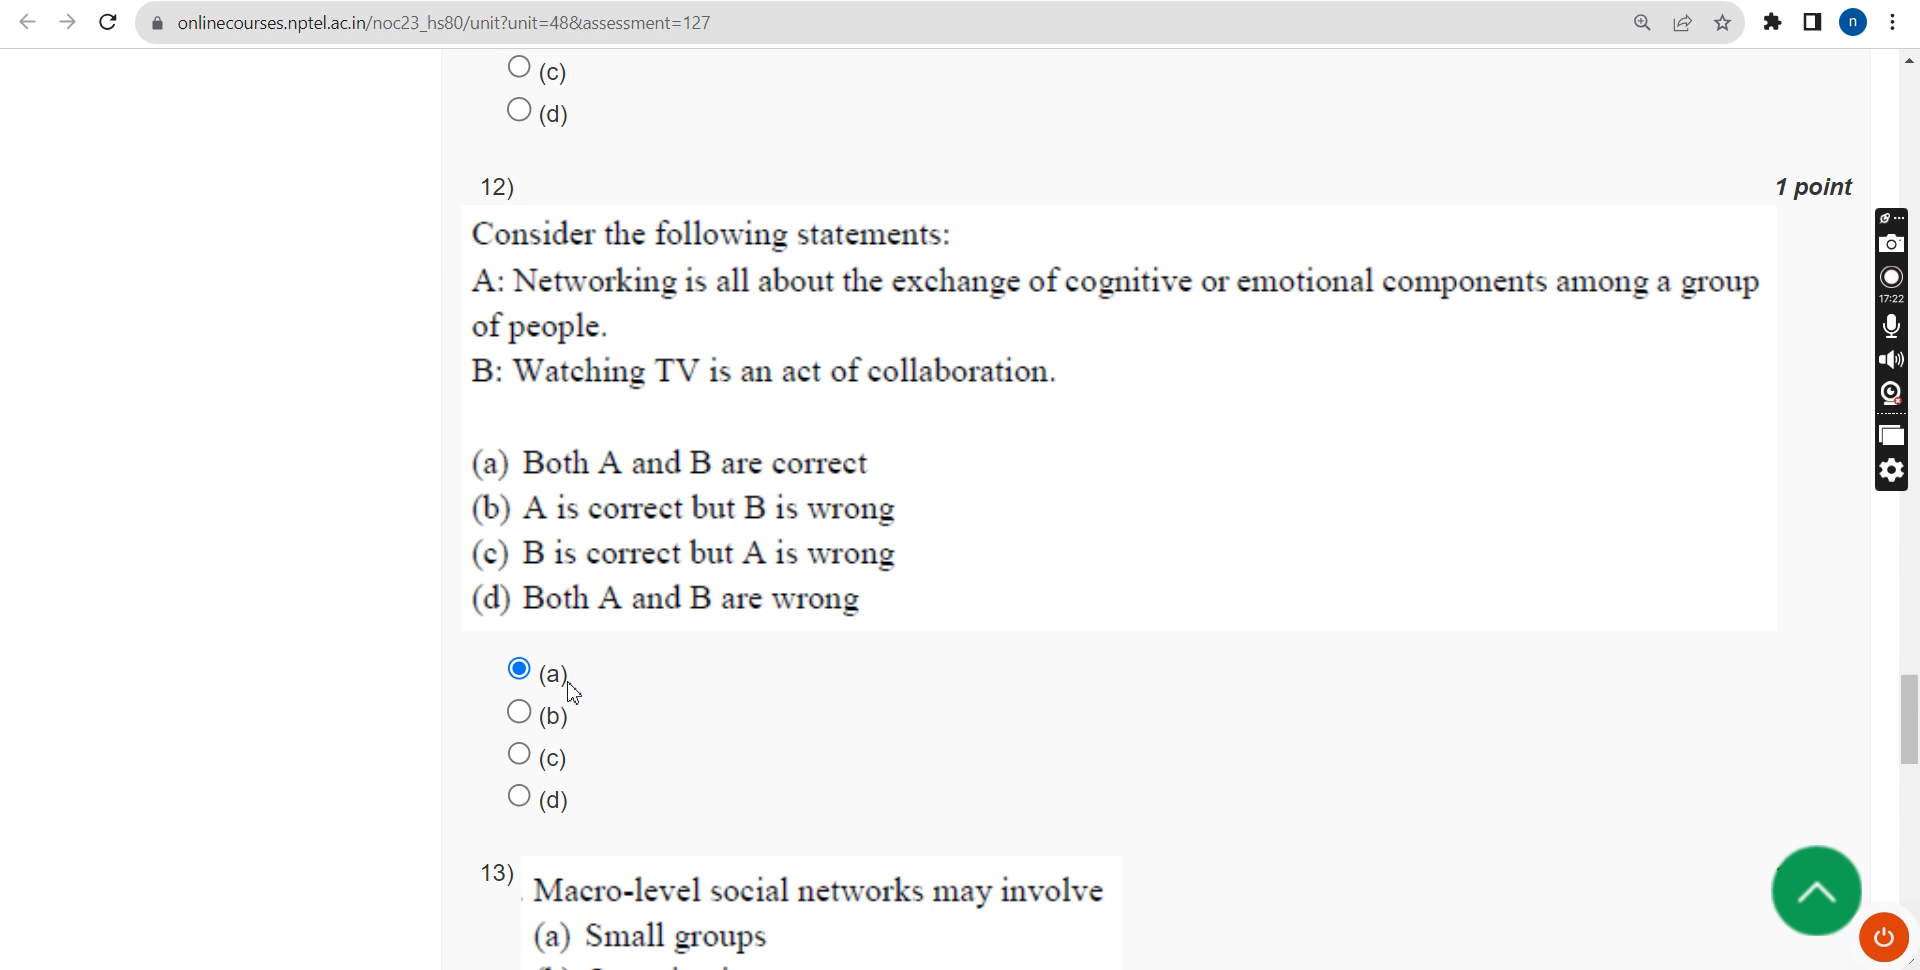 onlinecourses.nptel.ac.in/noc23_hs80/unit?unit=48&assessment=127
n
(c)
(d)
12)
1 point
Consider the following statements:
A: Networking is all about the exchange of cognitive or emotional components among a group
of people.
B: Watching TV is an act of collaboration.
(a) Both A and B are correct
(b) A is correct but B is wrong
(c) B is correct but A is wrong
(d) Both A and B are wrong
17:22
(a)
(b)
(c)
(d)
13)
. Macro-level social networks may involve
(a) Small groups